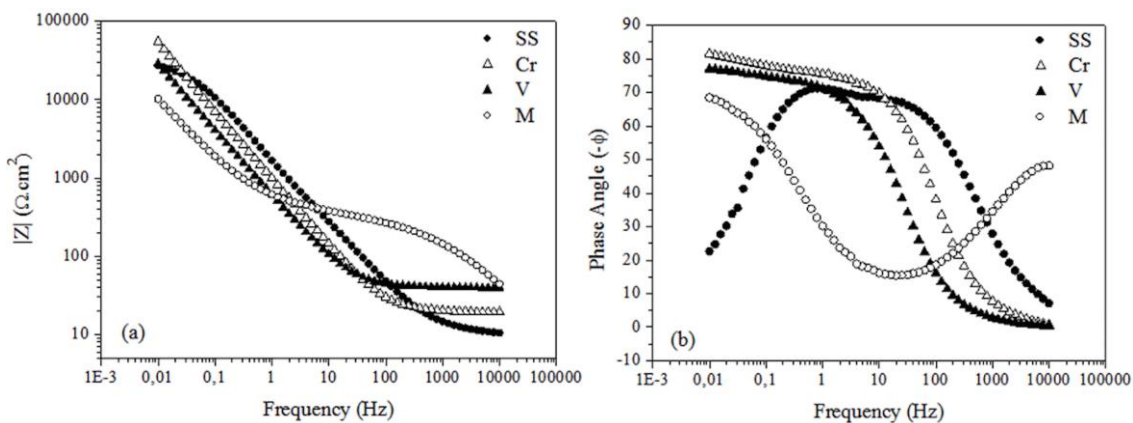 100000
10000
1000
100
10
|Z| (Ω cm²)
SS
Cr
V
M
(a)
1E-3 0,01 0,1 1 10 100 1000 10000 100000
Frequency (Hz)
90
80
70
60
50
40
30
20
10
0
-10
Phase Angle (-ϕ)
SS
Cr
V
M
(b)
1E-3 0,01 0,1 1 10 100 1000 10000 100000
Frequency (Hz)